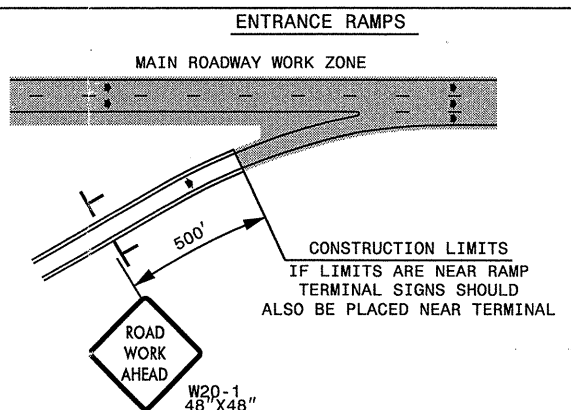 ENTRANCE RAMPS
MAIN ROADWAY WORK ZONE
500'
CONSTRUCTION LIMITS
IF LIMITS ARE NEAR RAMP
TERMINAL SIGNS SHOULD
ALSO BE PLACED NEAR TERMINAL
ROAD
WORK
AHEAD
W20-1
48"X48"